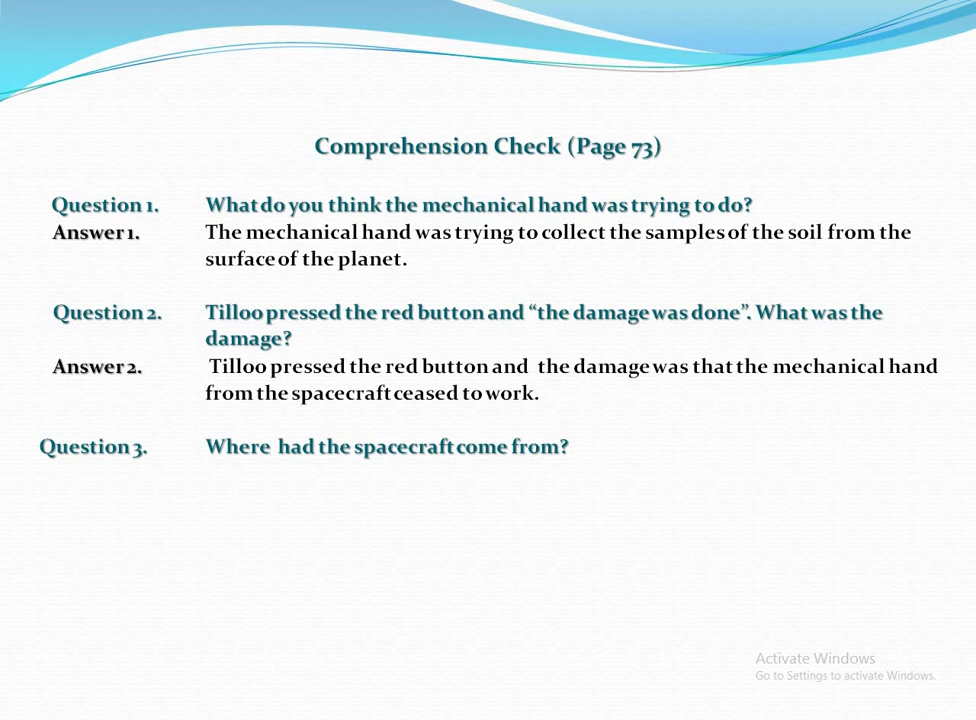 Comprehension Check (Page 73)
Question 1. What do you think the mechanical hand was trying to do?
Answer 1. The mechanical hand was trying to collect the samples of the soil from the
surface of the planet.
Question 2. Tilloo pressed the red button and “the damage was done”. What was the
damage?
Answer 2. Tilloo pressed the red button and the damage was that the mechanical hand
from the spacecraft ceased to work.
Question 3. Where had the spacecraft come from?
Activate Windows
Go to Settings to activate Windows.